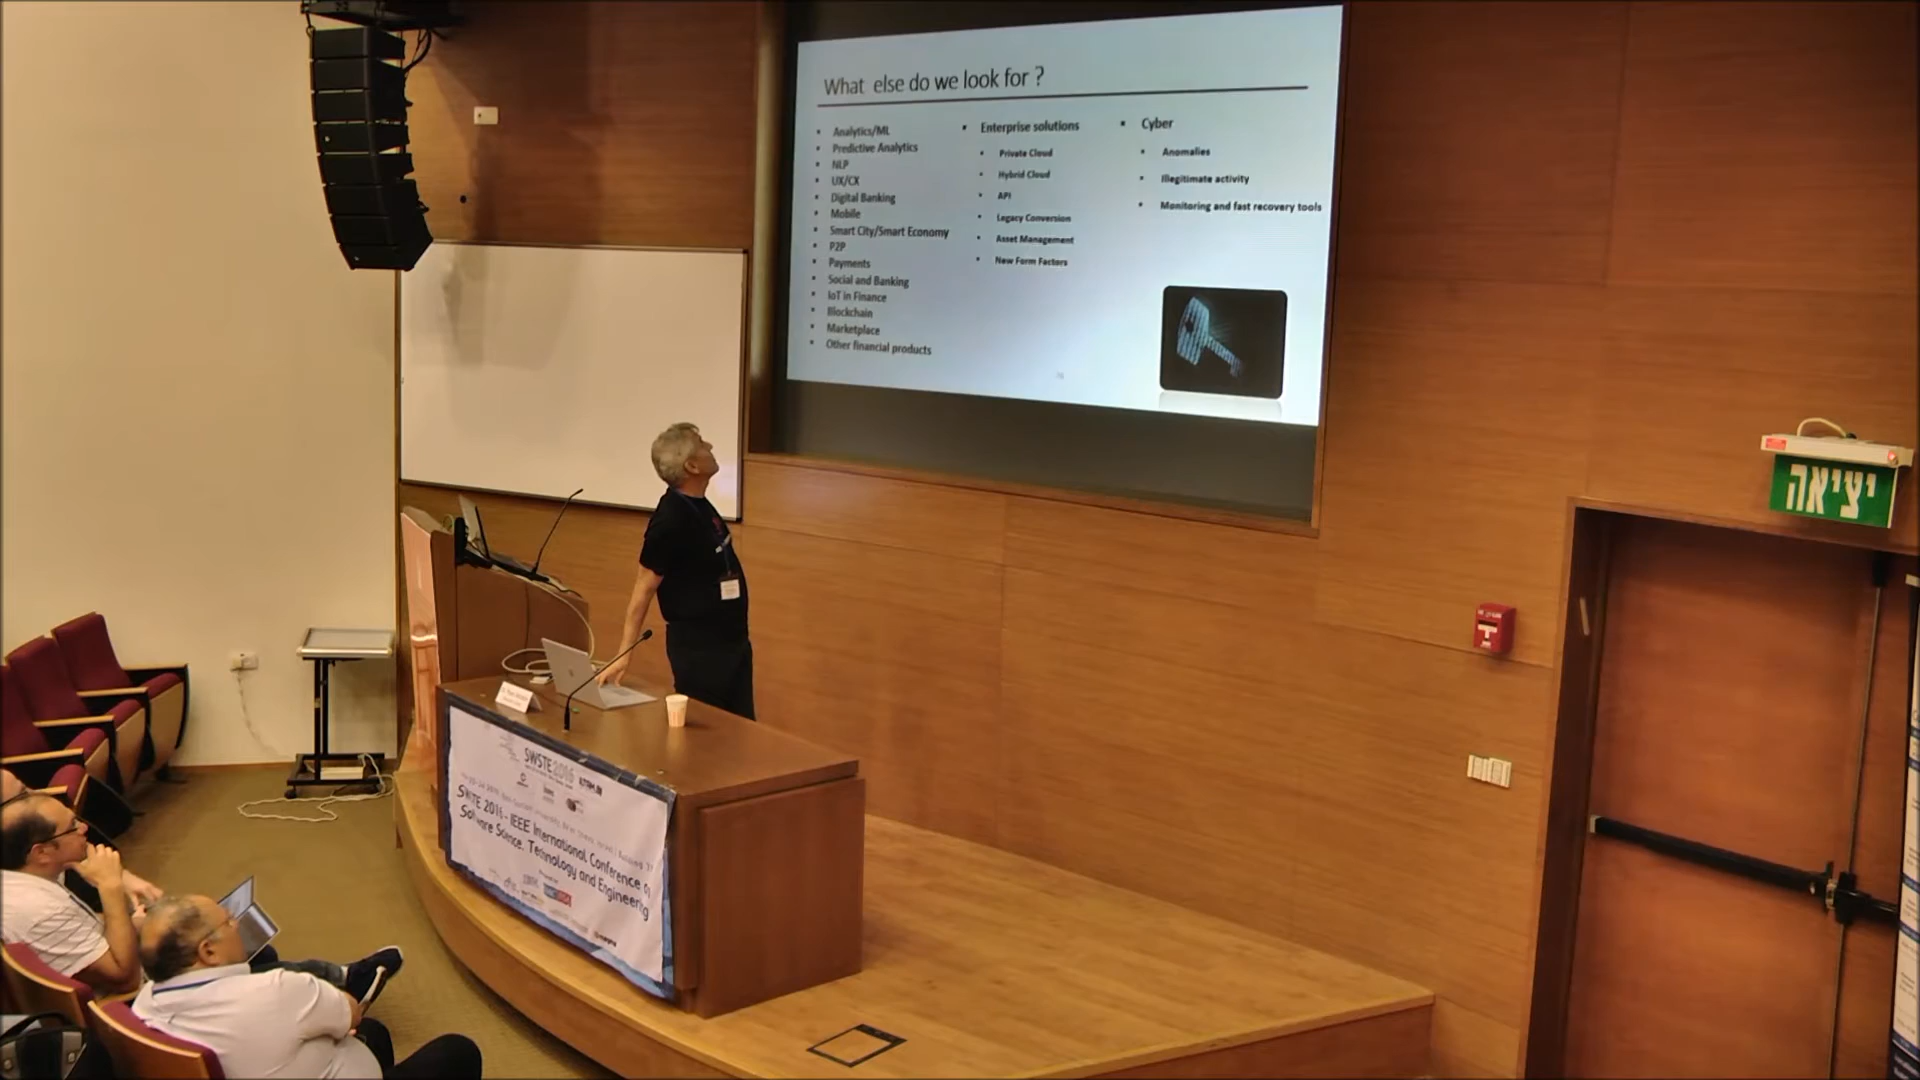 What else do we look for ?
Analytics/ML
Predictive Analytics
NLP
UX/CX
Digital Banking
Mobile
Smart City/Smart Economy
P2P
Payments
Social and Banking
IoT in Finance
Blockchain
Marketplace
Other financial products
Enterprise solutions
Private Cloud
Hybrid Cloud
API
Legacy Conversion
Asset Management
New Form Factors
Cyber
Anomalies
Illegitimate activity
Monitoring and fast recovery tools
יציאה
SWSTE2016
SWSTE 2016 - IEEE International Conference on
Software Science, Technology and Engineering